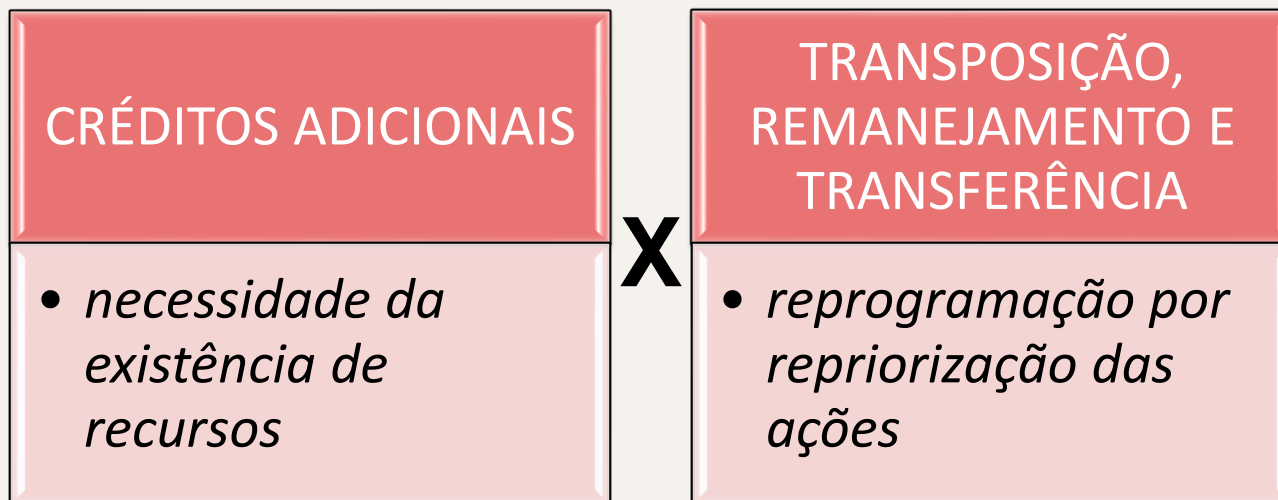 CRÉDITOS ADICIONAIS
• necessidade da
existência de
recursos
X
TRANSPOSIÇÃO,
REMANEJAMENTO E
TRANSFERÊNCIA
• reprogramação por
repriorização das
ações